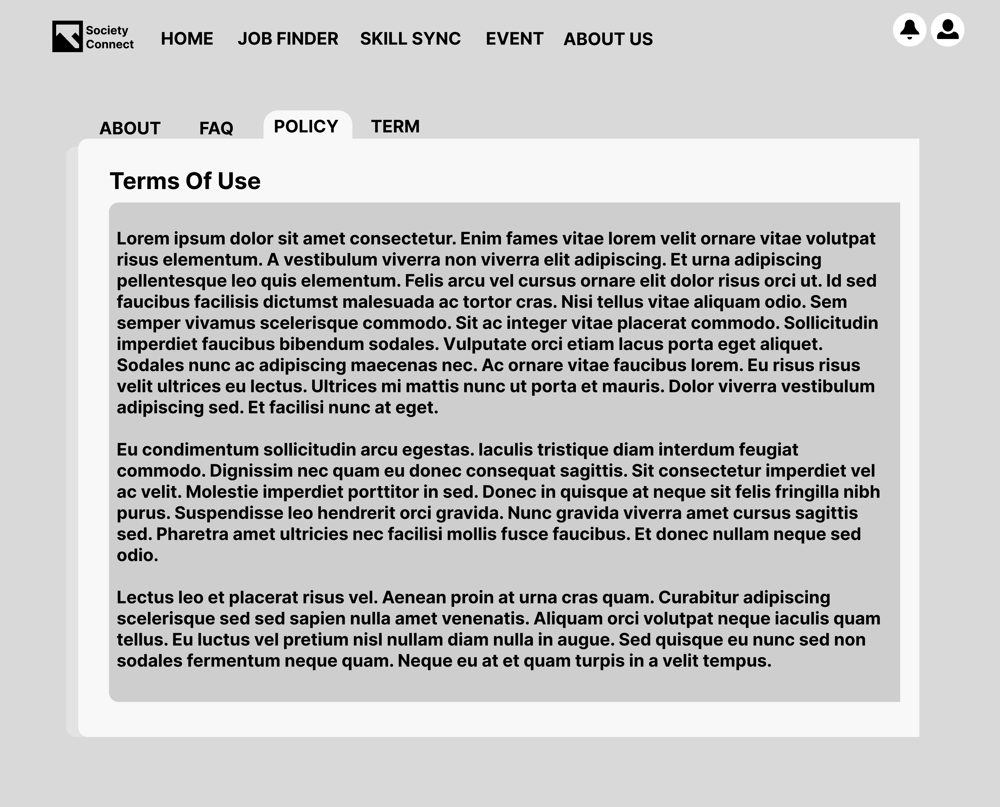 Society
Connect
HOME JOB FINDER SKILL SYNC EVENT ABOUT US
ABOUT FAQ POLICY TERM
Terms Of Use
Lorem ipsum dolor sit amet consectetur. Enim fames vitae lorem velit ornare vitae volutpat
risus elementum. A vestibulum viverra non viverra elit adipiscing. Et urna adipiscing
pellentesque leo quis elementum. Felis arcu vel cursus ornare elit dolor risus orci ut. Id sed
faucibus facilisis dictumst malesuada ac tortor cras. Nisi tellus vitae aliquam odio. Sem
semper vivamus scelerisque commodo. Sit ac integer vitae placerat commodo. Sollicitudin
imperdiet faucibus bibendum sodales. Vulputate orci etiam lacus porta eget aliquet.
Sodales nunc ac adipiscing maecenas nec. Ac ornare vitae faucibus lorem. Eu risus risus
velit ultrices eu lectus. Ultrices mi mattis nunc ut porta et mauris. Dolor viverra vestibulum
adipiscing sed. Et facilisi nunc at eget.
Eu condimentum sollicitudin arcu egestas. Iaculis tristique diam interdum feugiat
commodo. Dignissim nec quam eu donec consequat sagittis. Sit consectetur imperdiet vel
ac velit. Molestie imperdiet porttitor in sed. Donec in quisque at neque sit felis fringilla nibh
purus. Suspendisse leo hendrerit orci gravida. Nunc gravida viverra amet cursus sagittis
sed. Pharetra amet ultricies nec facilisi mollis fusce faucibus. Et donec nullam neque sed
odio.
Lectus leo et placerat risus vel. Aenean proin at urna cras quam. Curabitur adipiscing
scelerisque sed sed sapien nulla amet venenatis. Aliquam orci volutpat neque iaculis quam
tellus. Eu luctus vel pretium nisl nullam diam nulla in augue. Sed quisque eu nunc sed non
sodales fermentum neque quam. Neque eu at et quam turpis in a velit tempus.